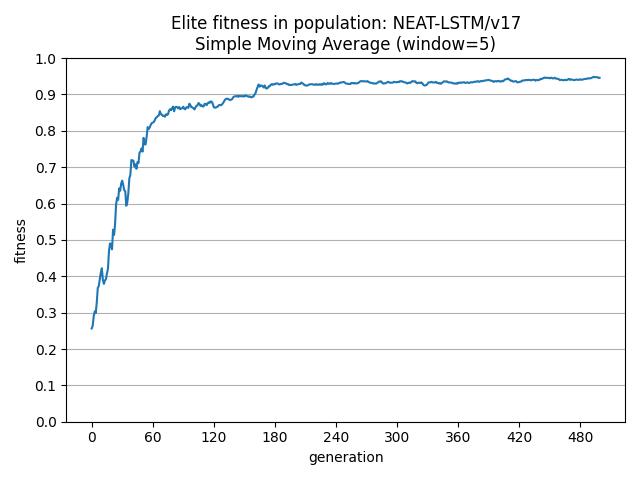 Elite fitness in population: NEAT-LSTM/v17
Simple Moving Average (window=5)
1.0
0.9
0.8
0.7
0.6
0.5
0.4
0.3
0.2
0.1
0.0
fitness
0 60 120 180 240 300 360 420 480
generation